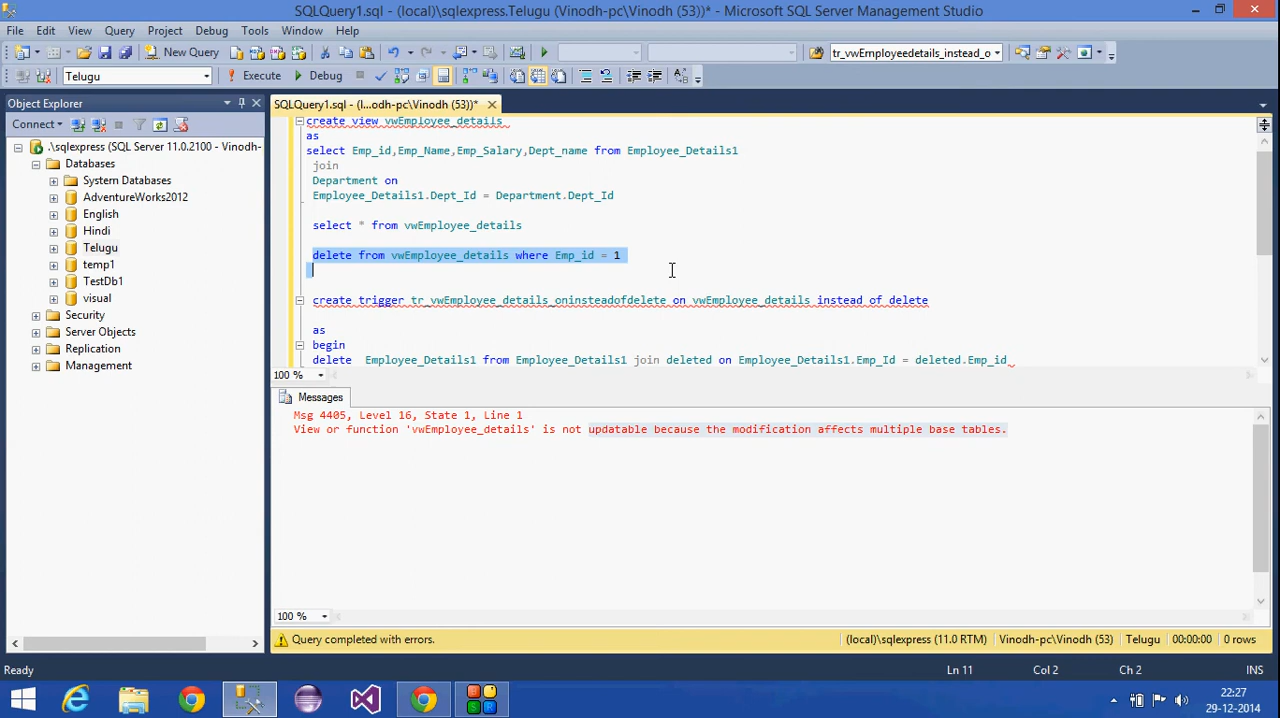 SQLQuery1.sql - (local)\sqlexpress.Telugu (Vinodh-pc\Vinodh (53))* - Microsoft SQL Server Management Studio
File Edit View Query Project Debug Tools Window Help
New Query tr_vwEmployeedetails_instead_o
Telugu Execute Debug
Object Explorer
Connect
.\sqlexpress (SQL Server 11.0.2100 - Vinodh-
Databases
System Databases
AdventureWorks2012
English
Hindi
Telugu
temp1
TestDb1
visual
Security
Server Objects
Replication
Management
SQLQuery1.sql - (l...odh-pc\Vinodh (53))*
create view vwEmployee_details
as
select Emp_id,Emp_Name,Emp_Salary,Dept_name from Employee_Details1
join
Department on
Employee_Details1.Dept_Id = Department.Dept_Id
select * from vwEmployee_details
delete from vwEmployee_details where Emp_id = 1
create trigger tr_vwEmployee_details_oninsteadofdelete on vwEmployee_details instead of delete
as
begin
delete Employee_Details1 from Employee_Details1 join deleted on Employee_Details1.Emp_Id = deleted.Emp_id
100 %
Messages
Msg 4405, Level 16, State 1, Line 1
View or function 'vwEmployee_details' is not updatable because the modification affects multiple base tables.
100 %
Query completed with errors. (local)\sqlexpress (11.0 RTM) Vinodh-pc\Vinodh (53) Telugu 00:00:00 0 rows
Ready Ln 11 Col 2 Ch 2 INS
22:27
29-12-2014